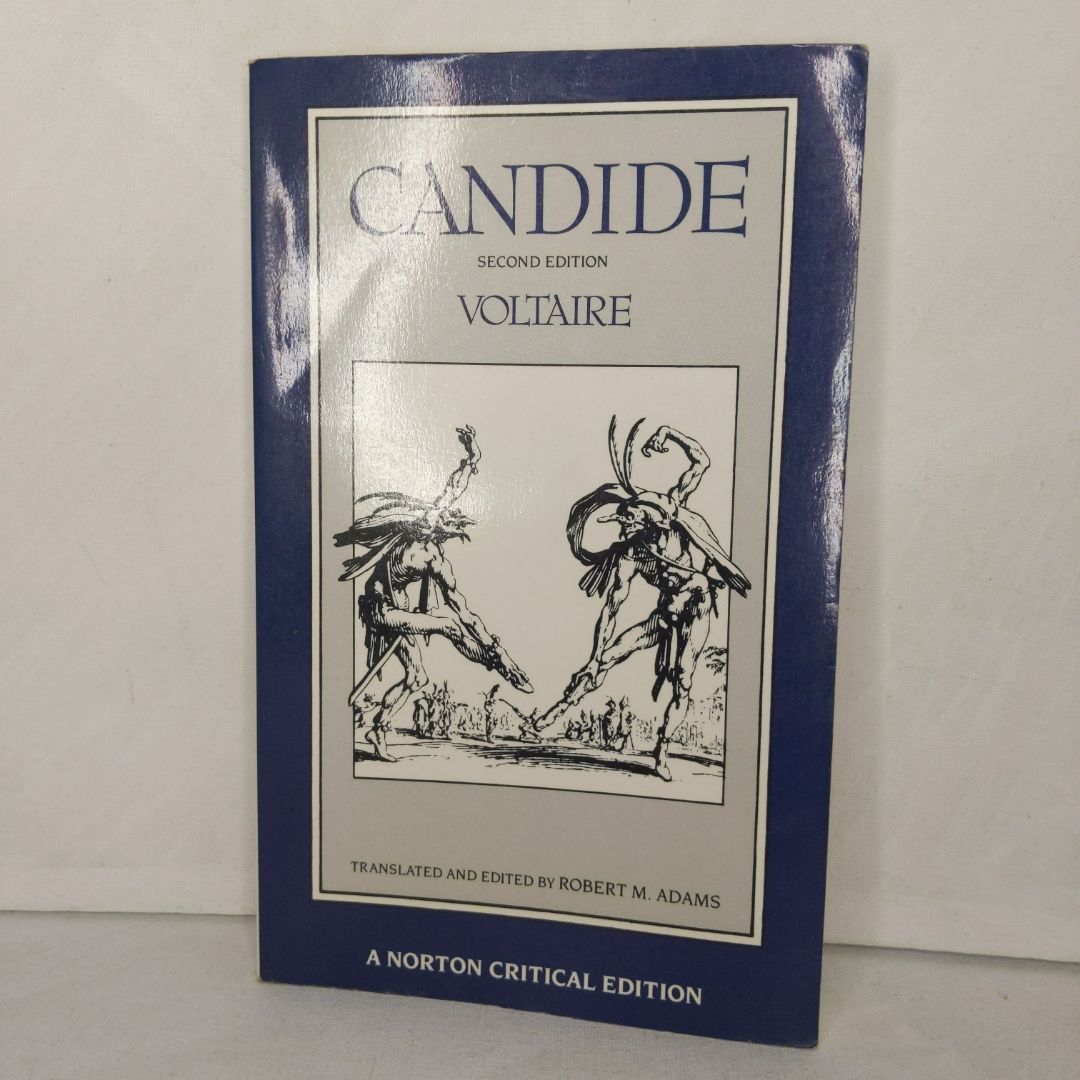 CANDIDE
SECOND EDITION
VOLTAIRE
TRANSLATED AND EDITED BY ROBERT M. ADAMS
A NORTON CRITICAL EDITION